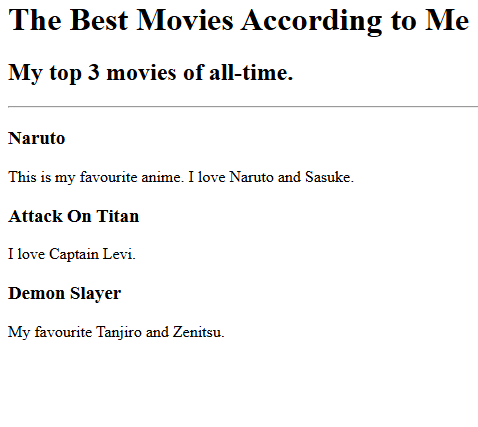 The Best Movies According to Me
My top 3 movies of all-time.
Naruto
This is my favourite anime. I love Naruto and Sasuke.
Attack On Titan
I love Captain Levi.
Demon Slayer
My favourite Tanjiro and Zenitsu.